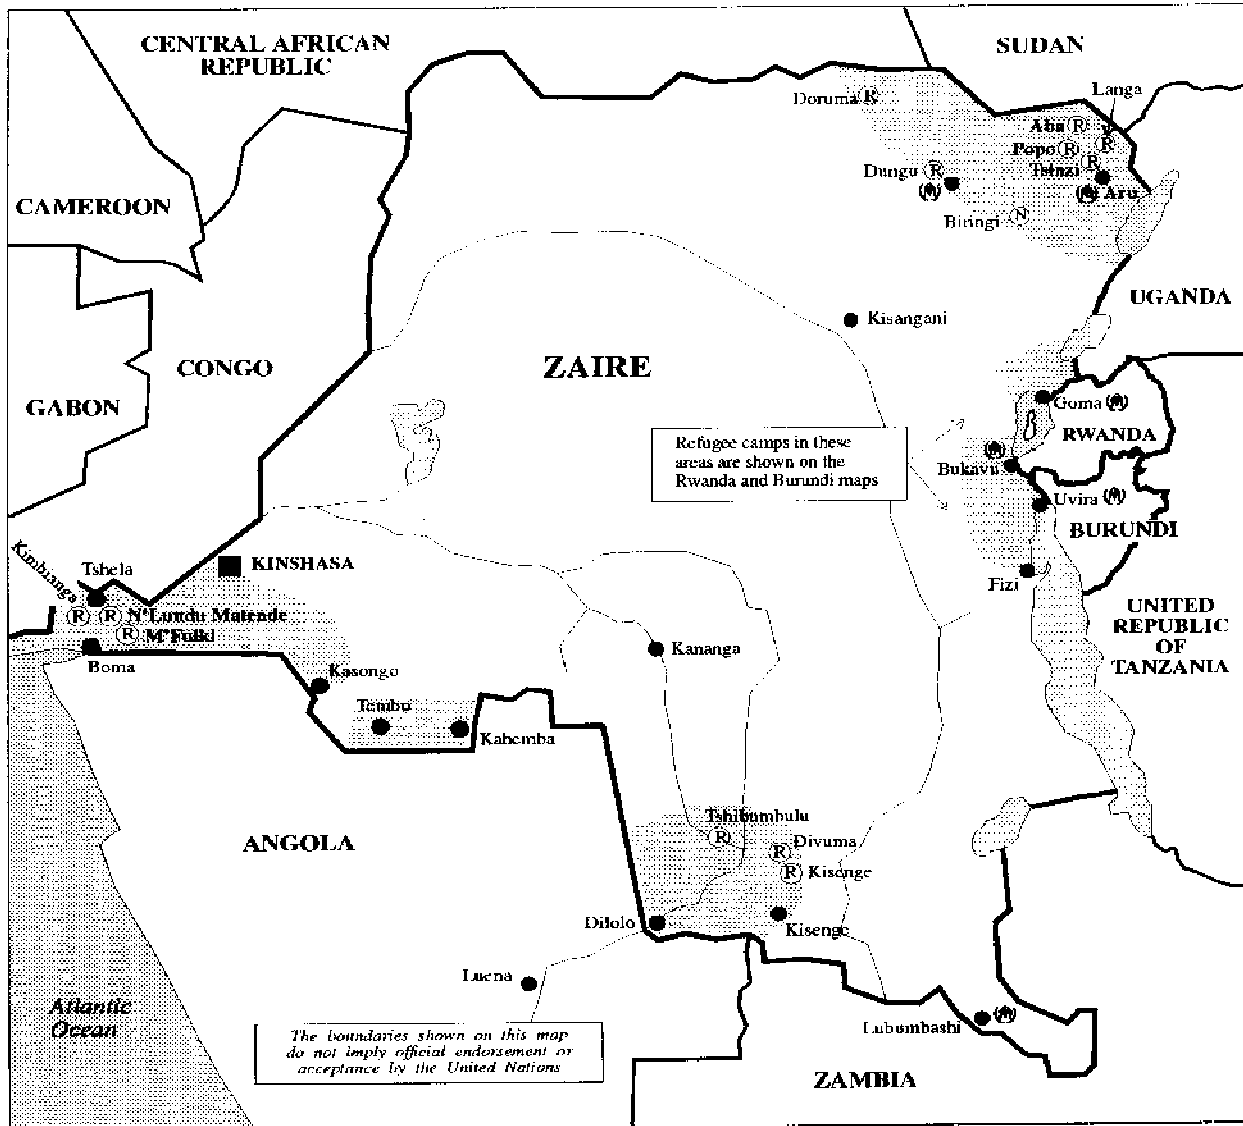 CENTRAL AFRICAN
REPUBLIC
SUDAN
Langa
Doruma R
Aba R
Popo R
R
Tsinzi R
Dungu R
Aru
CAMEROON
Biringi N
UGANDA
Kisangani
ZAIRE
CONGO
GABON
Goma
RWANDA
Refugee camps in these
areas are shown on the
Rwanda and Burundi maps
Bukavu
Uvira
BURUNDI
Kimbianga
Tshela
KINSHASA
Fizi
R R N'Lundu Matende
R M'Fuiki
UNITED
REPUBLIC
OF
TANZANIA
Boma
Kasongo
Kananga
Tembo
Kahemba
Tshibumbulu
R
ANGOLA
Divuma
R
R Kisenge
Dilolo
Kisenge
Luena
Atlantic
Ocean
Lubumbashi
The boundaries shown on this map
do not imply official endorsement or
acceptance by the United Nations
ZAMBIA